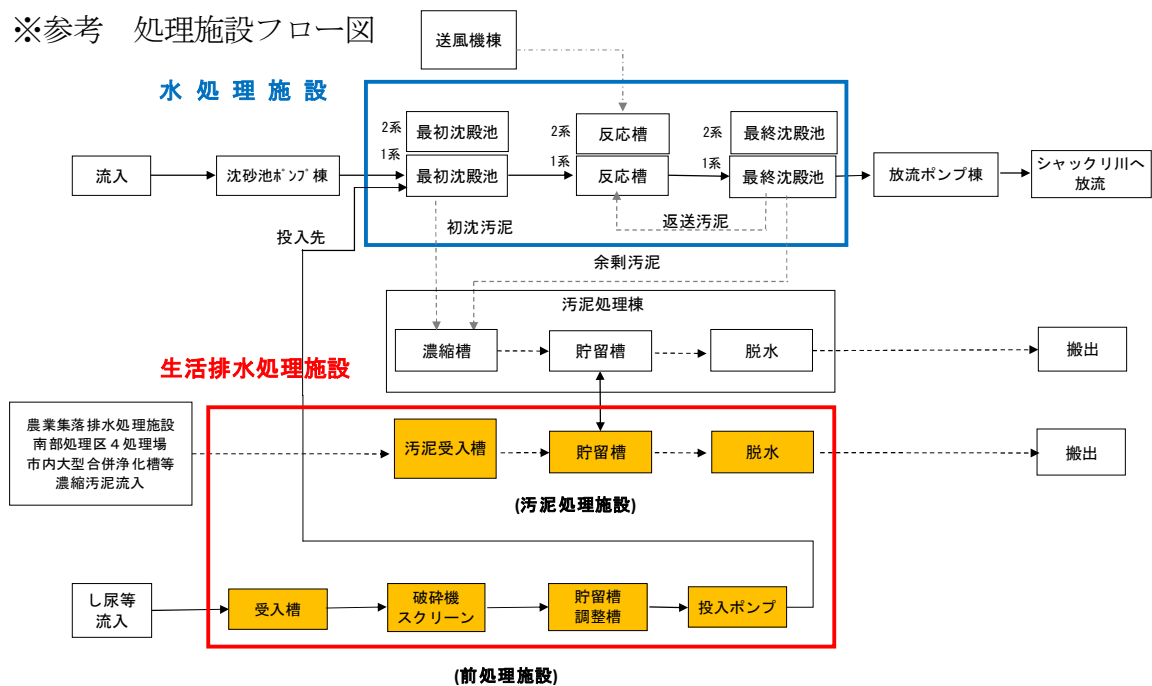 ※参考　処理施設フロー図
送風機棟
水 処 理 施 設
2系
最初沈殿池
2系
反応槽
2系
最終沈殿池
1系
最初沈殿池
1系
反応槽
1系
最終沈殿池
流入
沈砂池ﾎﾟﾝﾌﾟ棟
放流ポンプ棟
シャックリ川へ
放流
初沈汚泥
返送汚泥
投入先
余剰汚泥
汚泥処理棟
濃縮槽
貯留槽
脱水
搬出
生活排水処理施設
農業集落排水処理施設
南部処理区４処理場
市内大型合併浄化槽等
濃縮汚泥流入
汚泥受入槽
貯留槽
脱水
搬出
(汚泥処理施設)
し尿等
流入
受入槽
破砕機
スクリーン
貯留槽
調整槽
投入ポンプ
(前処理施設)